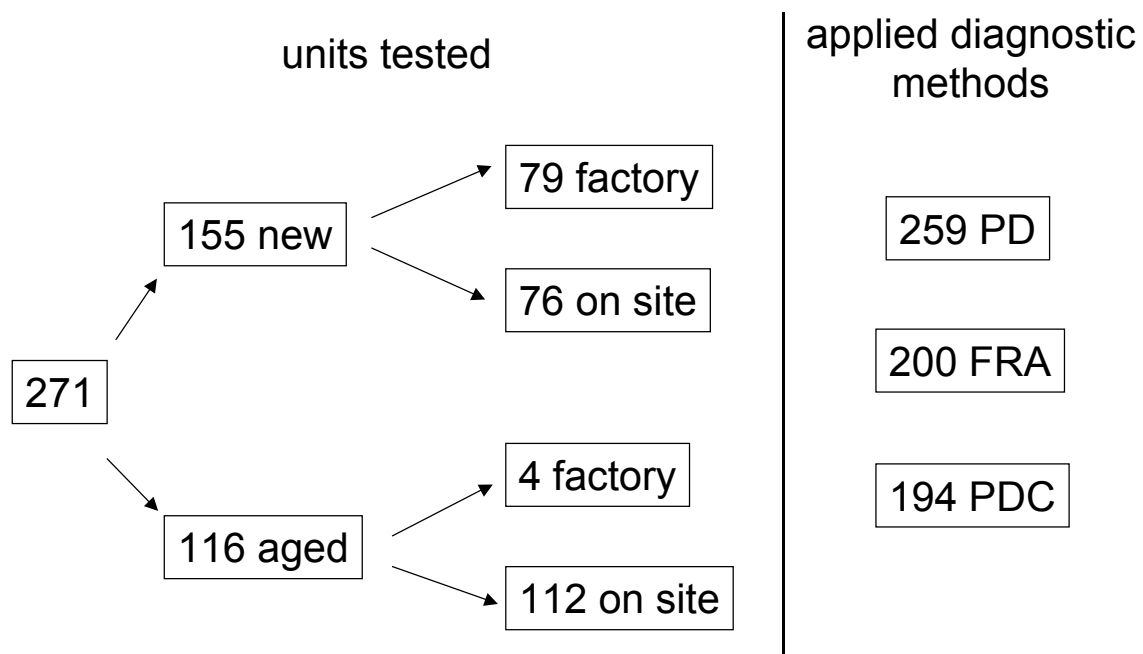 units tested
applied diagnostic
methods
79 factory
155 new
76 on site
271
4 factory
116 aged
112 on site
259 PD
200 FRA
194 PDC